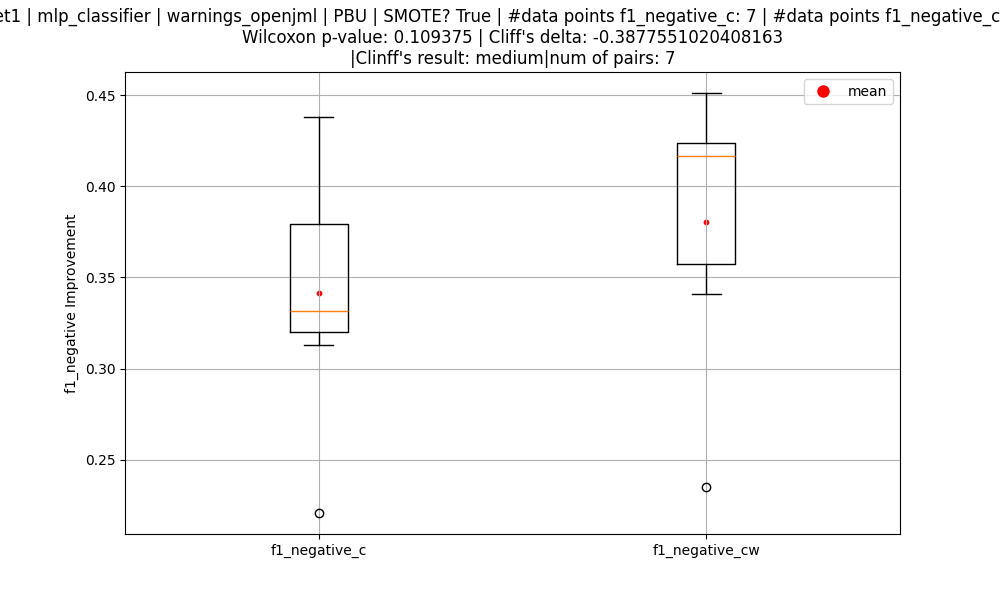 | mlp_classifier | warnings_openjml | PBU | SMOTE? True | #data points f1_negative_c: 7 | #data points
Wilcoxon p-value: 0.109375 | Cliff's delta: -0.3877551020408163
|Clinff's result: medium|num of pairs: 7
mean
0.45
0.40
0.35
0.30
0.25
f1_negative Improvement
f1_negative_c
f1_negative_cw